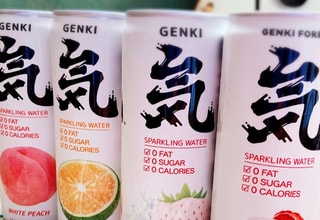 GENKI
気
SPARKLING WATER
0 FAT
0 SUGAR
0 CALORIES
WHITE PEACH
GENKI
気
SPARKLING WATER
0 FAT
0 SUGAR
0 CALORIES
GENKI
気
SPARKLING WATER
0 FAT
0 SUGAR
0 CALORIES
GENKI FORE
気
SPARKLING WATER
0 FAT
0 SUGAR
0 CALORIES